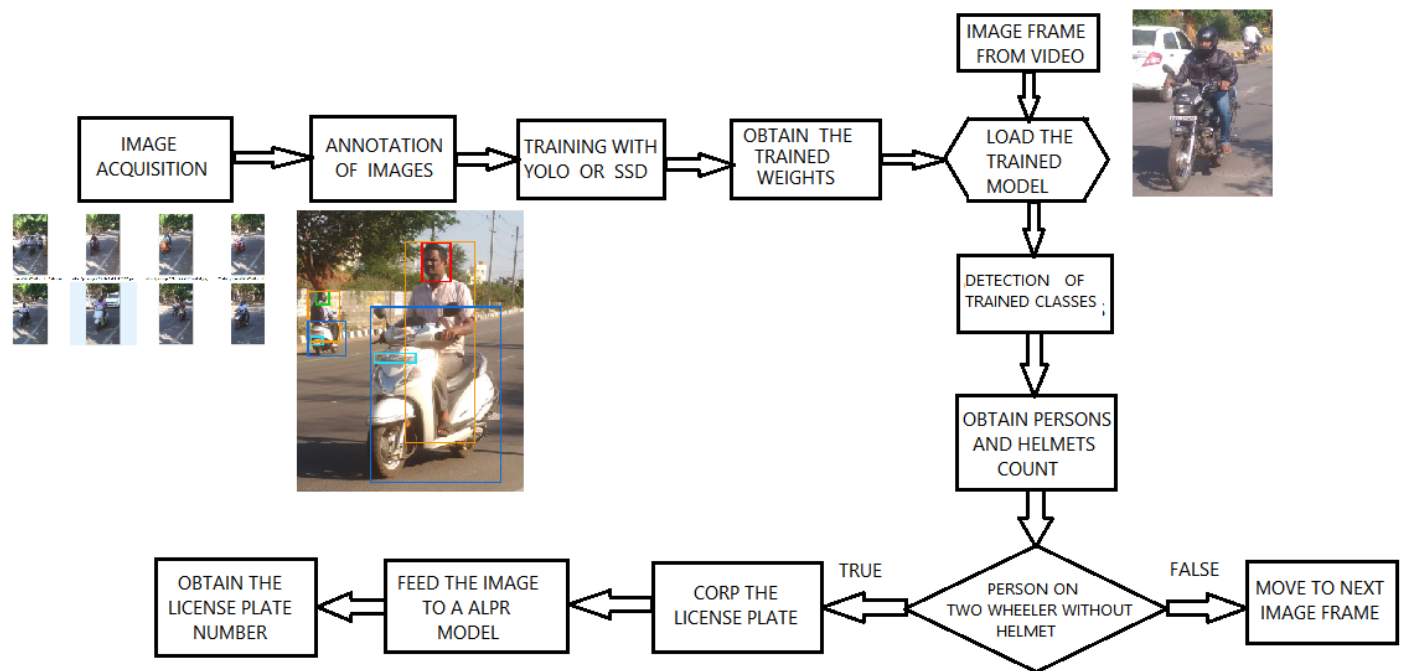 IMAGE FRAME
FROM VIDEO
IMAGE
ACQUISITION
ANNOTATION
OF IMAGES
TRAINING WITH
YOLO OR SSD
OBTAIN THE
TRAINED
WEIGHTS
LOAD THE
TRAINED
MODEL
DETECTION OF
TRAINED CLASSES ;
OBTAIN PERSONS
AND HELMETS
COUNT
PERSON ON
TWO WHEELER WITHOUT
HELMET
TRUE
FALSE
CORP THE
LICENSE PLATE
FEED THE IMAGE
TO A ALPR
MODEL
OBTAIN THE
LICENSE PLATE
NUMBER
MOVE TO NEXT
IMAGE FRAME